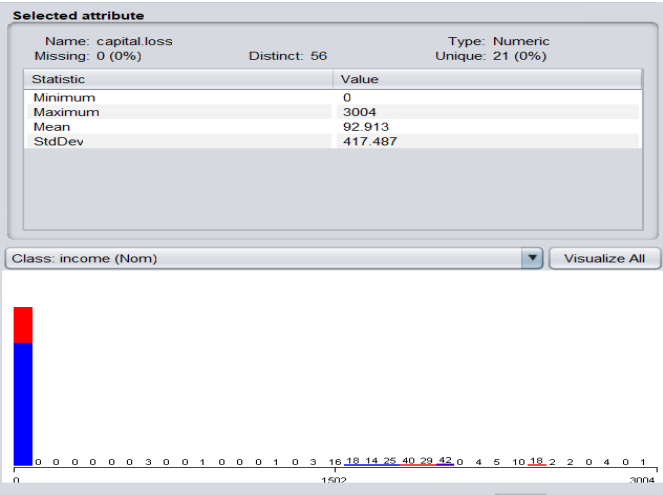 Selected attribute
Name: capital.loss Type: Numeric
Missing: 0 (0%) Distinct: 56 Unique: 21 (0%)
Statistic Value
Minimum 0
Maximum 3004
Mean 92.913
StdDev 417.487
Class: income (Nom) Visualize All
0 0 0 0 0 0 3 0 0 1 0 0 0 1 0 3 16 18 14 25 40 29 42 0 4 5 10 18 2 2 0 4 0 1
0 1502 3004